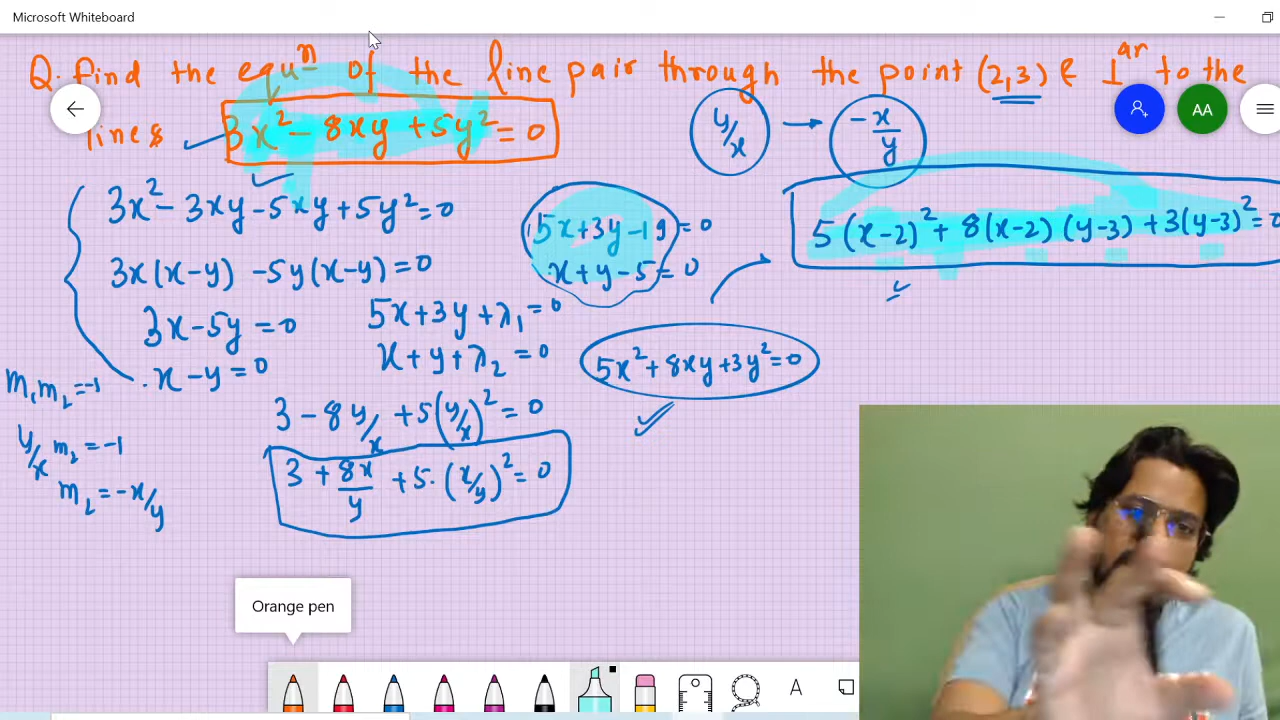 Microsoft Whiteboard
Q. Find the equⁿ of the line pair through the point (2,3) & ⊥ᵃʳ to the
lines 3x² - 8xy + 5y² = 0
y/x → -x/y
AA
3x² - 3xy - 5xy + 5y² = 0
3x(x-y) - 5y(x-y) = 0
3x - 5y = 0
x - y = 0
m₁m₂ = -1
y/x m₂ = -1
m₂ = -x/y
5x + 3y + λ₁ = 0
x + y + λ₂ = 0
3 - 8y/x + 5(y/x)² = 0
3 + 8x/y + 5.(x/y)² = 0
5x + 3y - 19 = 0
x + y - 5 = 0
5x² + 8xy + 3y² = 0
5(x-2)² + 8(x-2)(y-3) + 3(y-3)² = 0
Orange pen
A